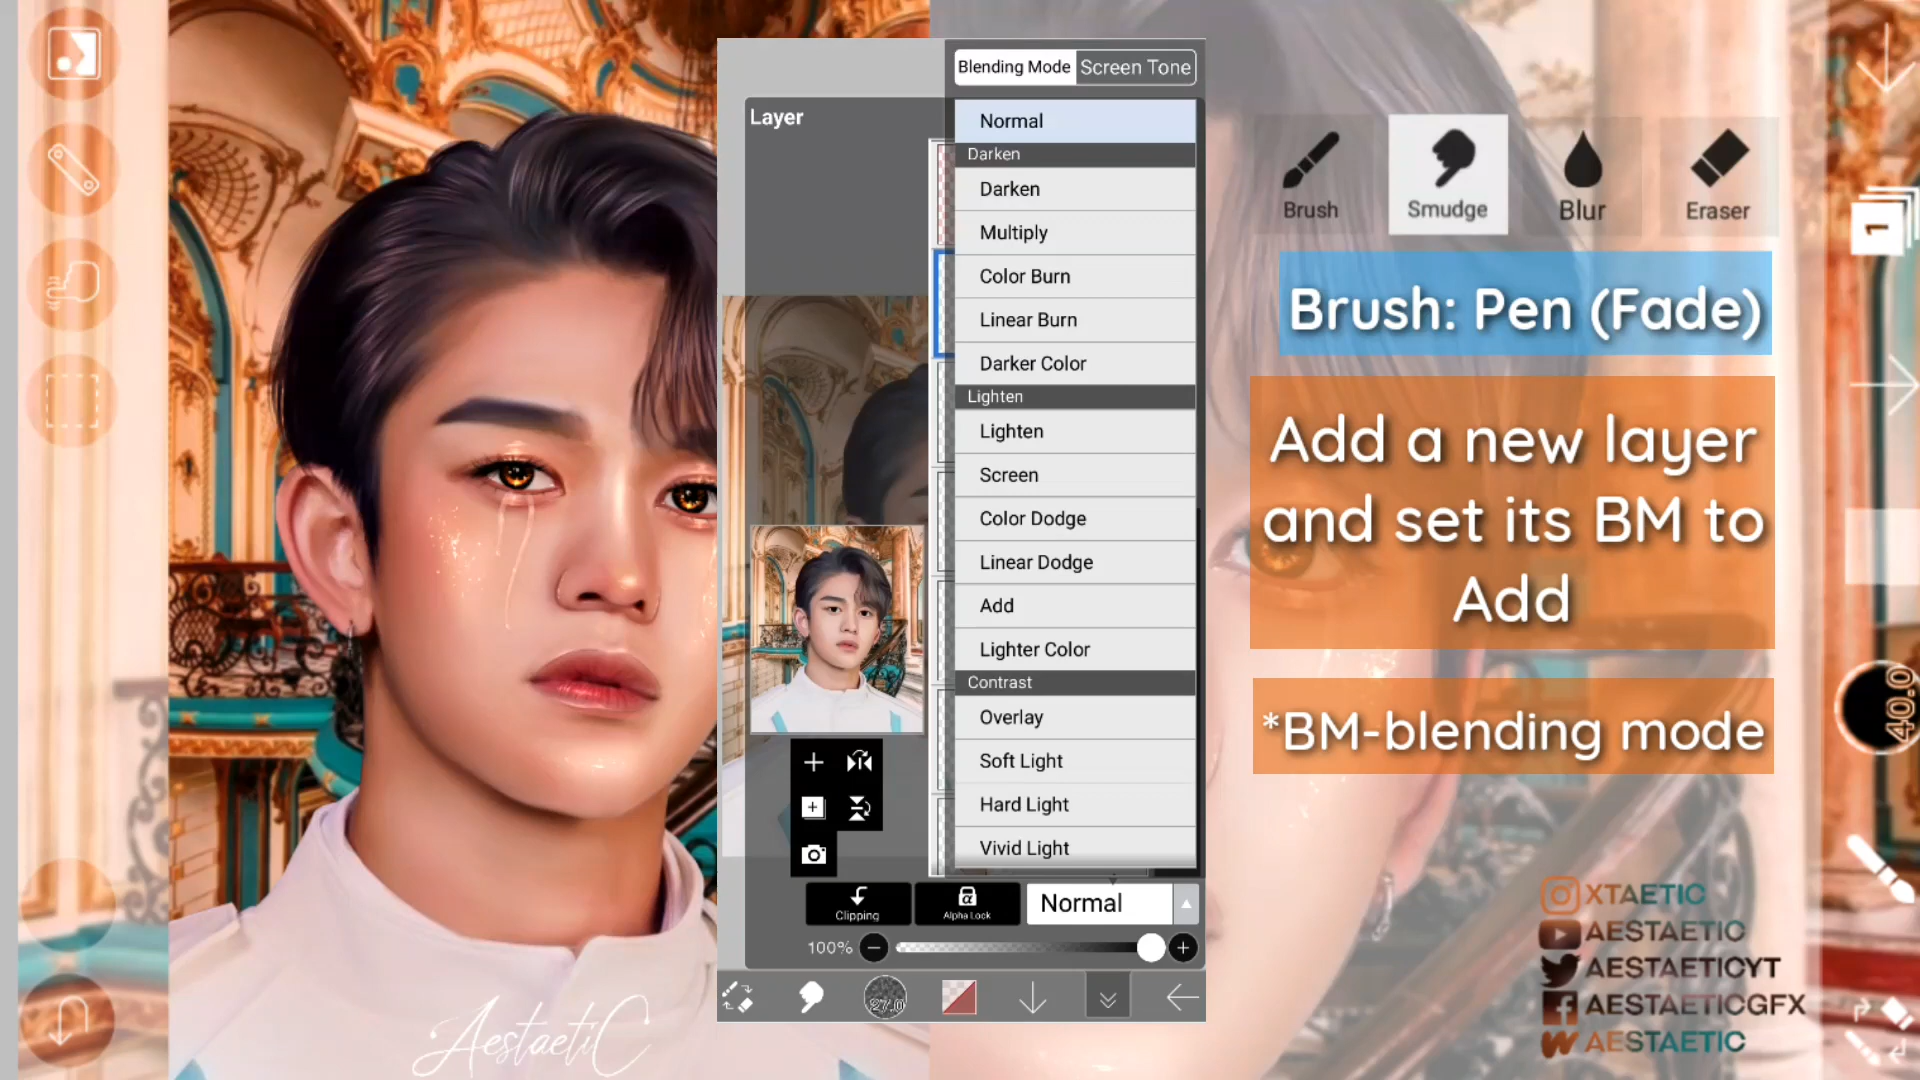 Blending Mode
Screen Tone
Layer
Normal
Darken
Darken
Multiply
Color Burn
Linear Burn
Darker Color
Lighten
Lighten
Screen
Color Dodge
Linear Dodge
Add
Lighter Color
Contrast
Overlay
Soft Light
Hard Light
Vivid Light
Clipping
Alpha Lock
Normal
100%
27.0
Brush
Smudge
Blur
Eraser
Brush: Pen (Fade)
Add a new layer
and set its BM to
Add
*BM-blending mode
1
40.0
XTAETIC
AESTAETIC
AESTAETICYT
AESTAETICGFX
AESTAETIC
AestaetiC